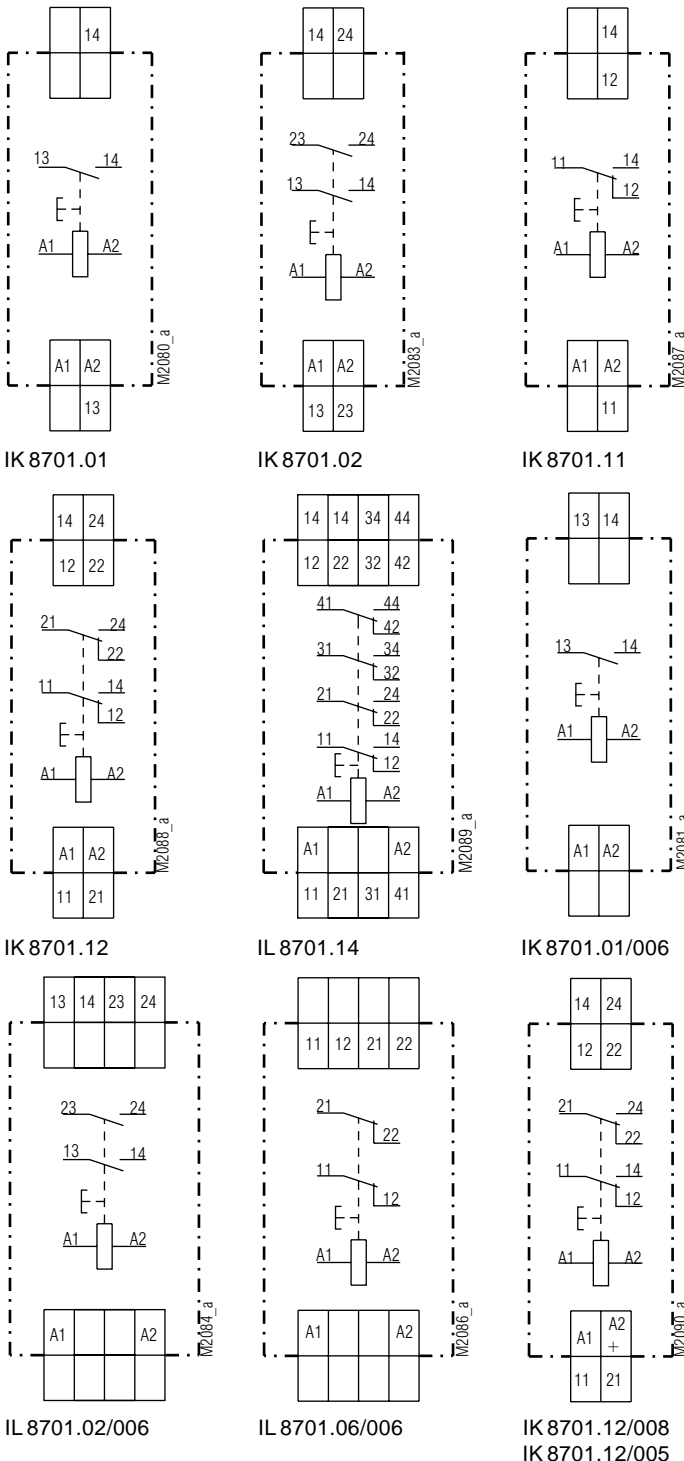 14
13 14
A1 A2
A1 A2
13
M2080_a
IK 8701.01
14 24
23 24
13 14
A1 A2
A1 A2
13 23
M2083_a
IK 8701.02
14
12
11 14
12
A1 A2
A1 A2
11
M2087_a
IK 8701.11
14 24
12 22
21 24
22
11 14
12
A1 A2
A1 A2
11 21
M2088_a
IK 8701.12
14 14 34 44
12 22 32 42
41 44
42
31 34
32
21 24
22
11 14
12
A1 A2
A1 A2
11 21 31 41
M2089_a
IL 8701.14
13 14
13 14
A1 A2
A1 A2
M2081_a
IK 8701.01/006
13 14 23 24
23 24
13 14
A1 A2
A1 A2
M2084_a
IL 8701.02/006
11 12 21 22
21
22
11
12
A1 A2
A1 A2
M2086_a
IL 8701.06/006
14 24
12 22
21 24
22
11 14
12
A1 A2
A1 A2
+
11 21
M2090_a
IK 8701.12/008
IK 8701.12/005